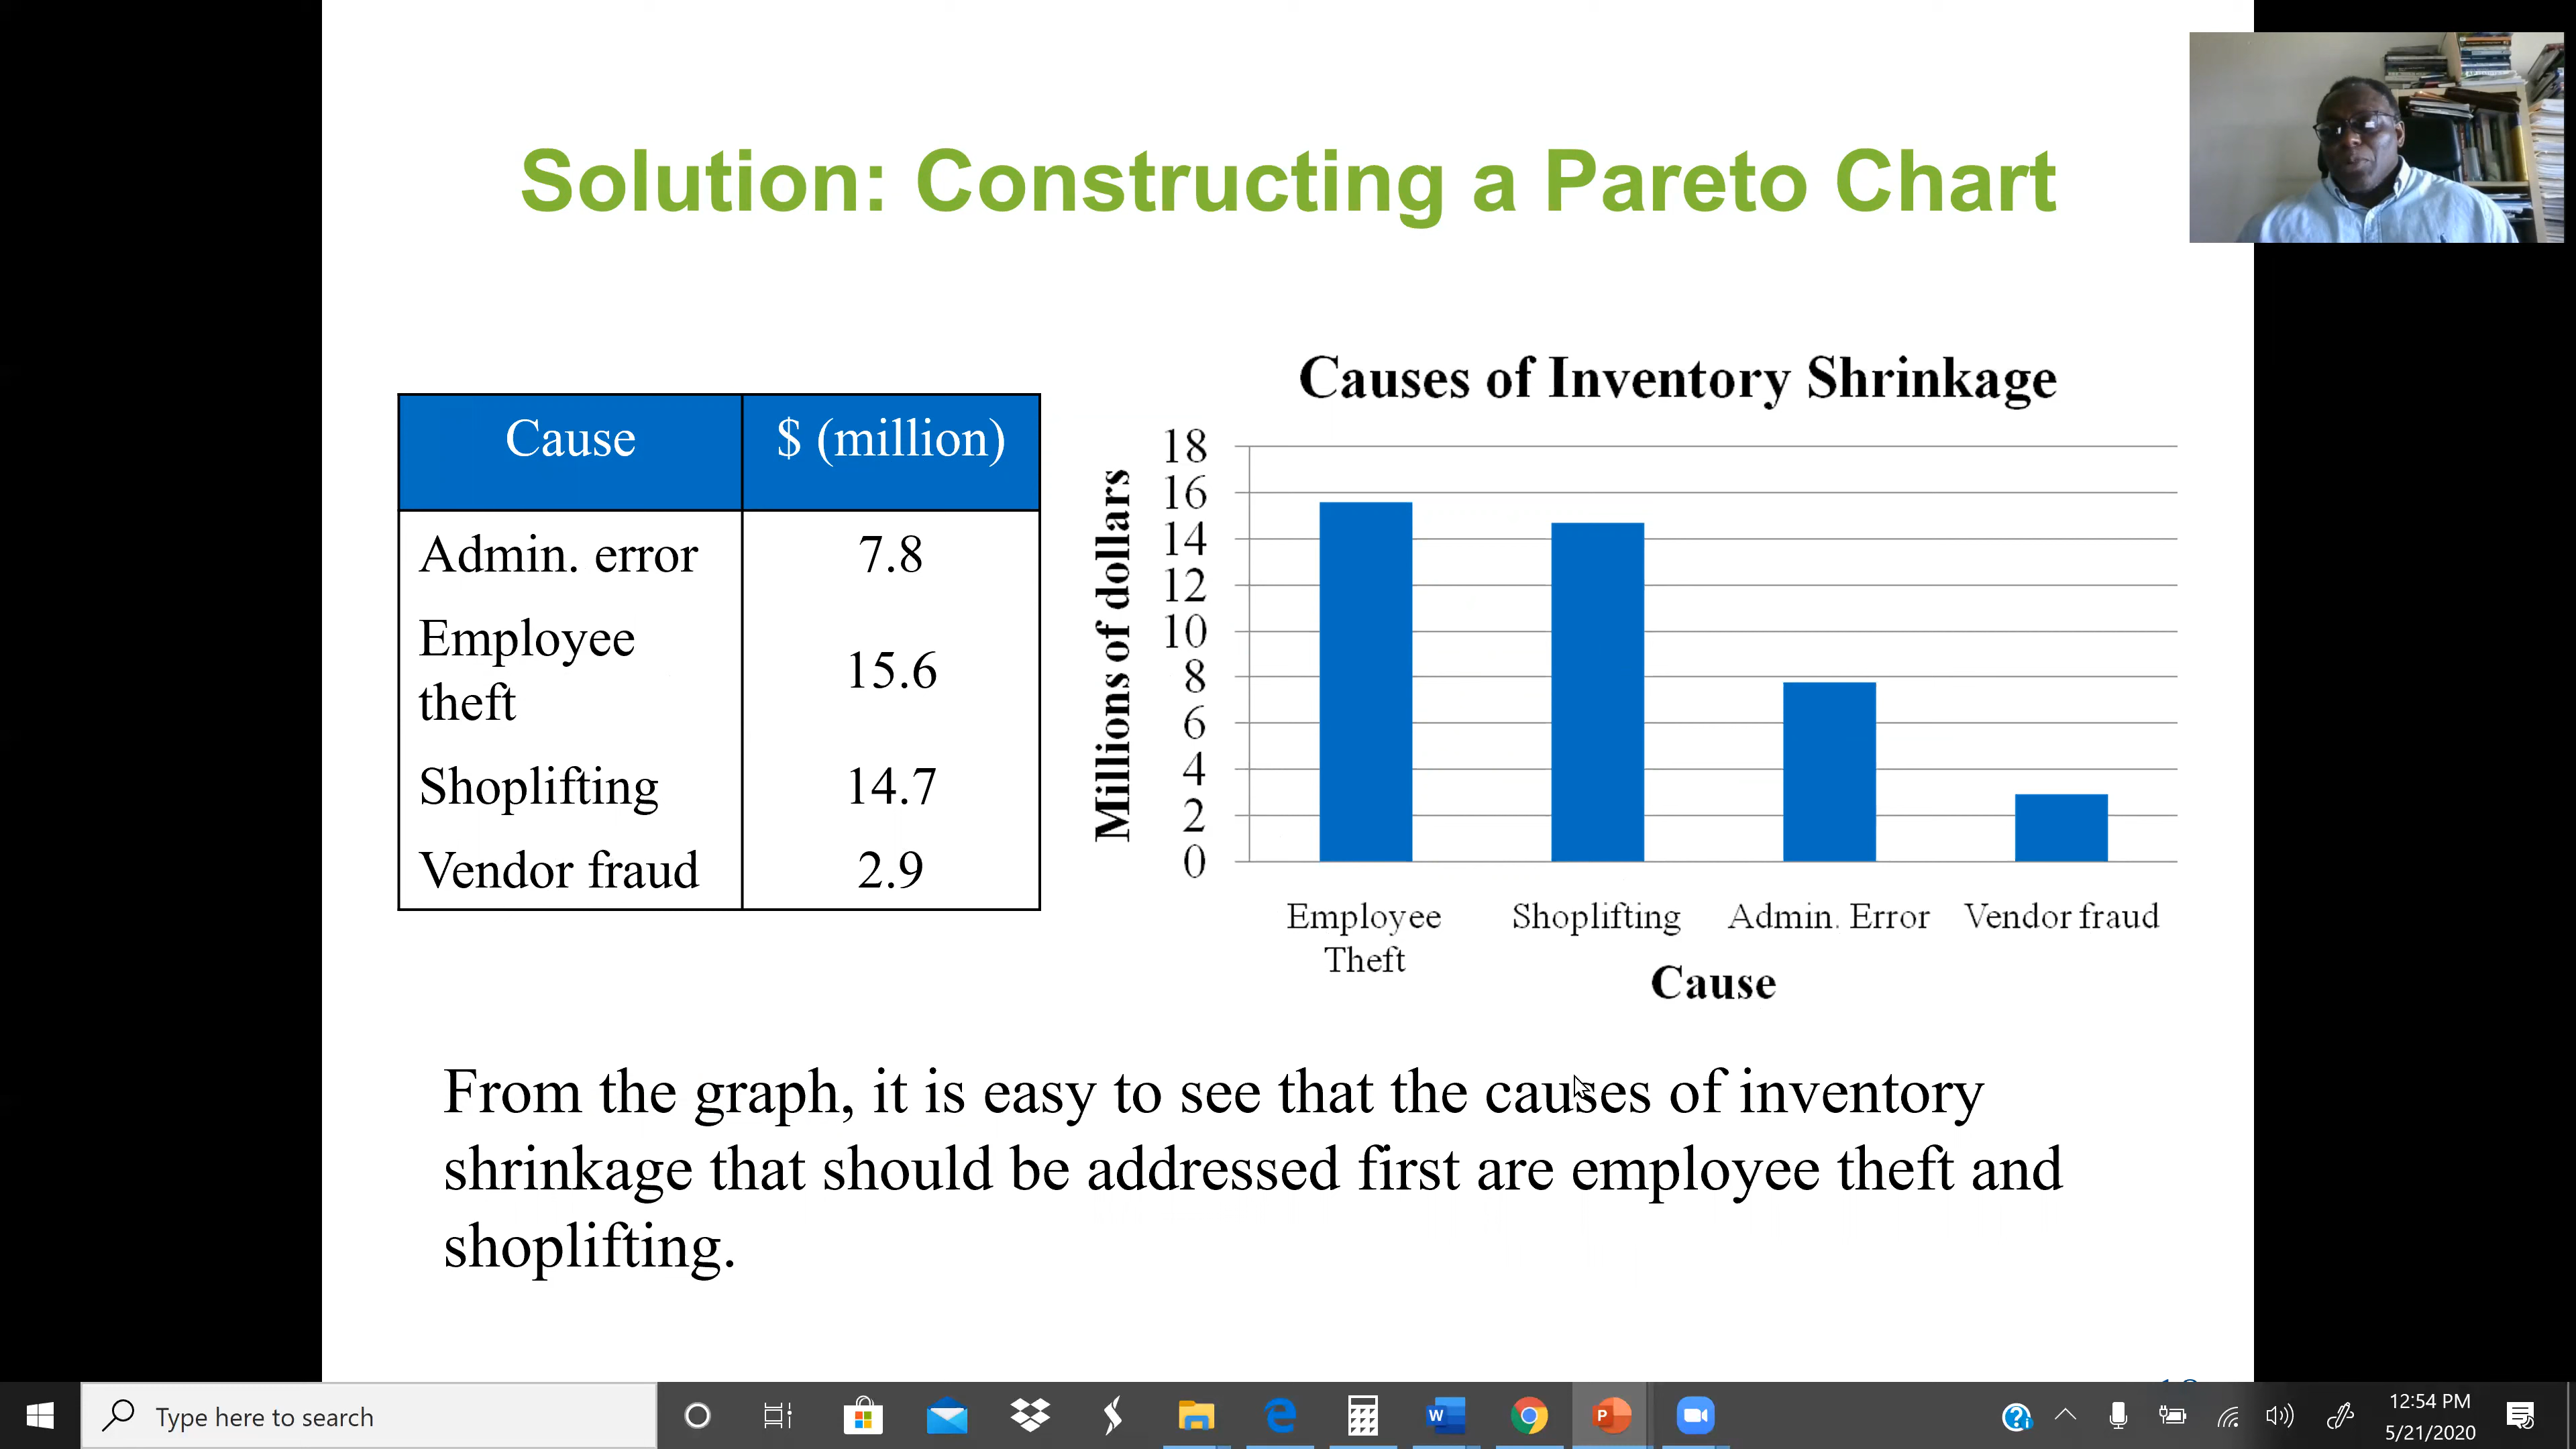 Solution: Constructing a Pareto Chart
Cause $ (million)
Admin. error 7.8
Employee
theft 15.6
Shoplifting 14.7
Vendor fraud 2.9
Causes of Inventory Shrinkage
Millions of dollars
18
16
14
12
10
8
6
4
2
0
Employee
Theft
Shoplifting
Admin. Error
Vendor fraud
Cause
From the graph, it is easy to see that the causes of inventory
shrinkage that should be addressed first are employee theft and
shoplifting.
Type here to search
12:54 PM
5/21/2020